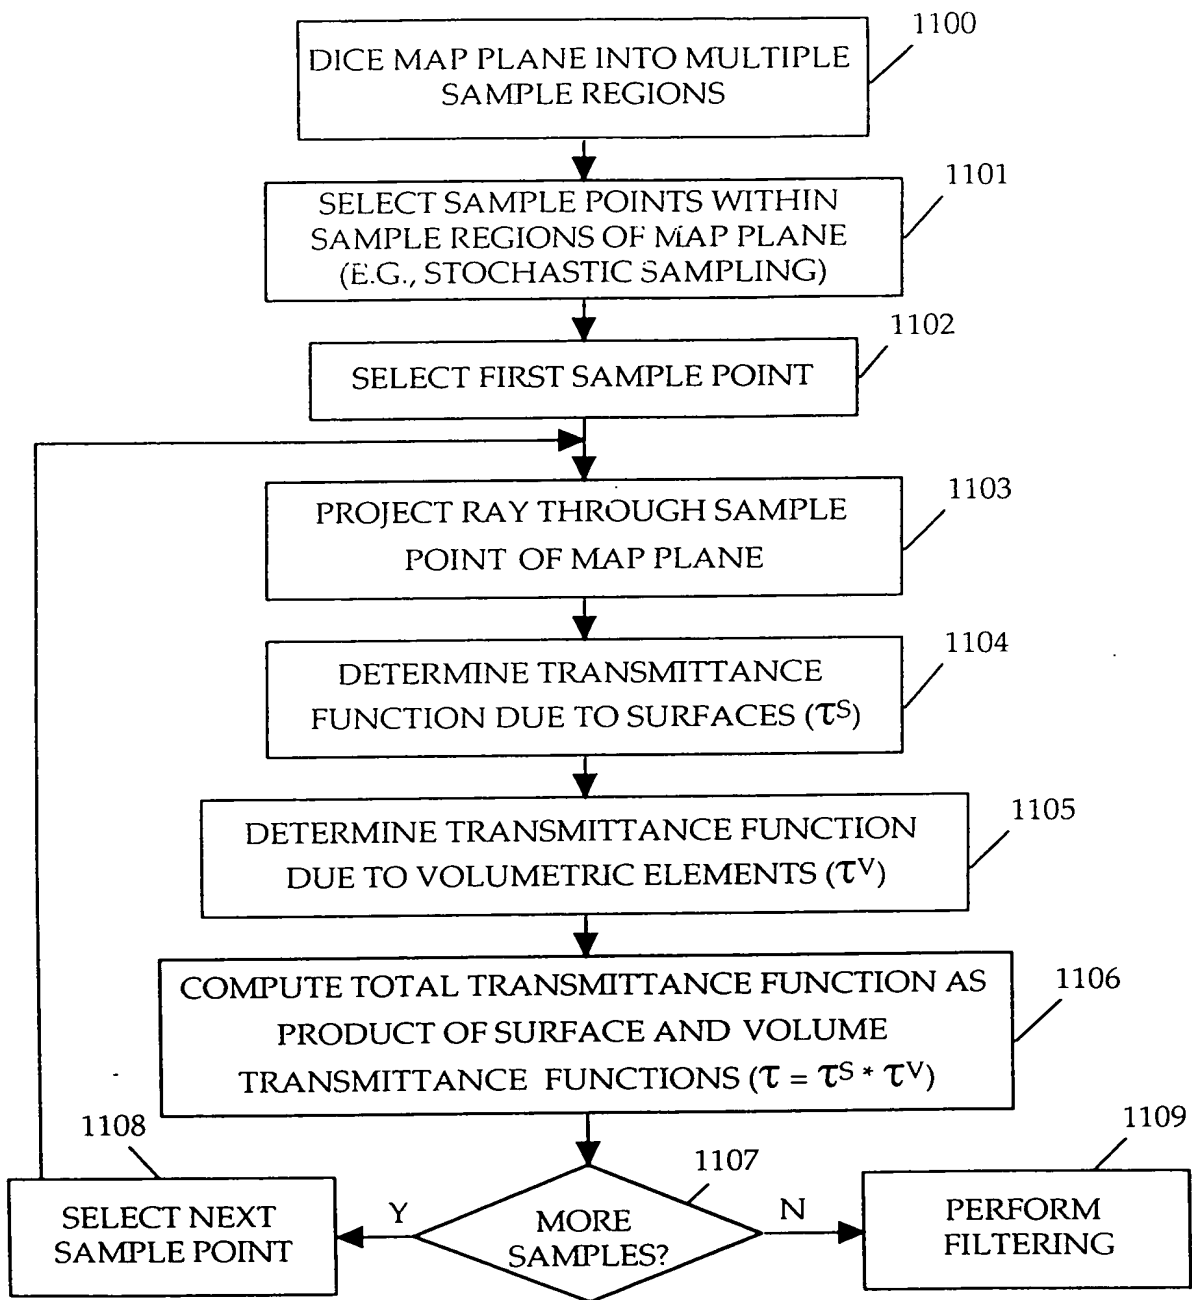 1100
DICE MAP PLANE INTO MULTIPLE
SAMPLE REGIONS
1101
SELECT SAMPLE POINTS WITHIN
SAMPLE REGIONS OF MAP PLANE
(E.G., STOCHASTIC SAMPLING)
1102
SELECT FIRST SAMPLE POINT
1103
PROJECT RAY THROUGH SAMPLE
POINT OF MAP PLANE
1104
DETERMINE TRANSMITTANCE
FUNCTION DUE TO SURFACES (τS)
1105
DETERMINE TRANSMITTANCE FUNCTION
DUE TO VOLUMETRIC ELEMENTS (τV)
1106
COMPUTE TOTAL TRANSMITTANCE FUNCTION AS
PRODUCT OF SURFACE AND VOLUME
TRANSMITTANCE FUNCTIONS (τ = τS * τV)
1107
MORE
SAMPLES?
Y
N
1108
SELECT NEXT
SAMPLE POINT
1109
PERFORM
FILTERING